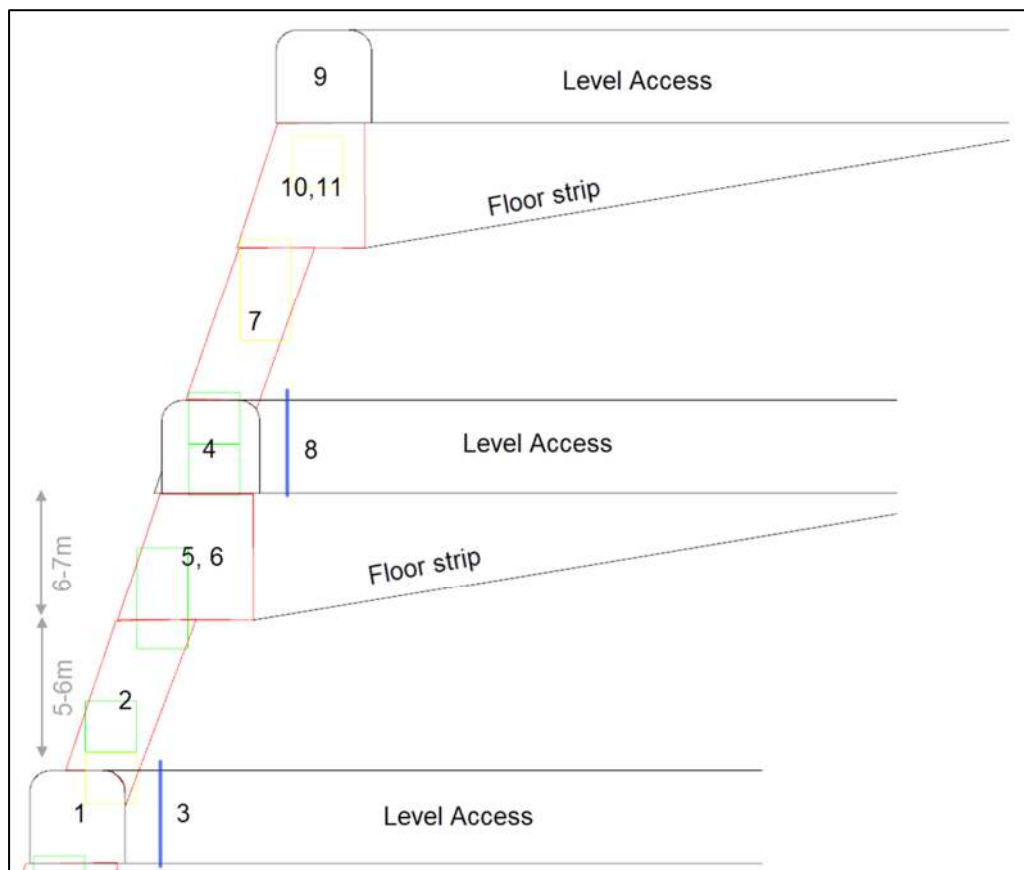 9
Level Access
10,11
Floor strip
7
4
8
Level Access
6-7m
5, 6
Floor strip
5-6m
2
1
3
Level Access